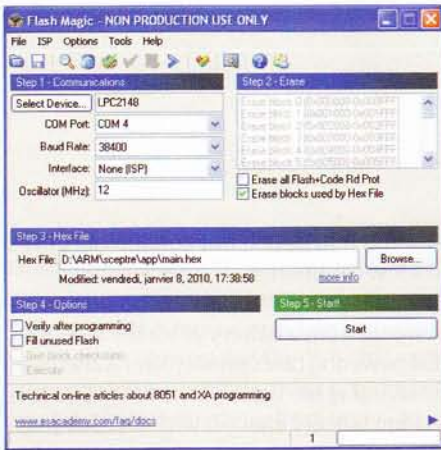 Flash Magic - NON PRODUCTION USE ONLY
File ISP Options Tools Help
Step 1 - Communications
Select Device... LPC2148
COM Port: COM 4
Baud Rate: 38400
Interface: None (ISP)
Oscillator (MHz): 12
Step 2 - Erase
Erase all Flash+Code Rd Prot
Erase blocks used by Hex File
Step 3 - Hex File
Hex File: D:\ARM\sceptre\app\main.hex Browse...
Modified: vendredi, janvier 8, 2010, 17:38:58 more info
Step 4 - Options
Verify after programming
Fill unused Flash
Execute
Step 5 - Start!
Start
Technical on-line articles about 8051 and XA programming
www.esacademy.com/faq/docs
1